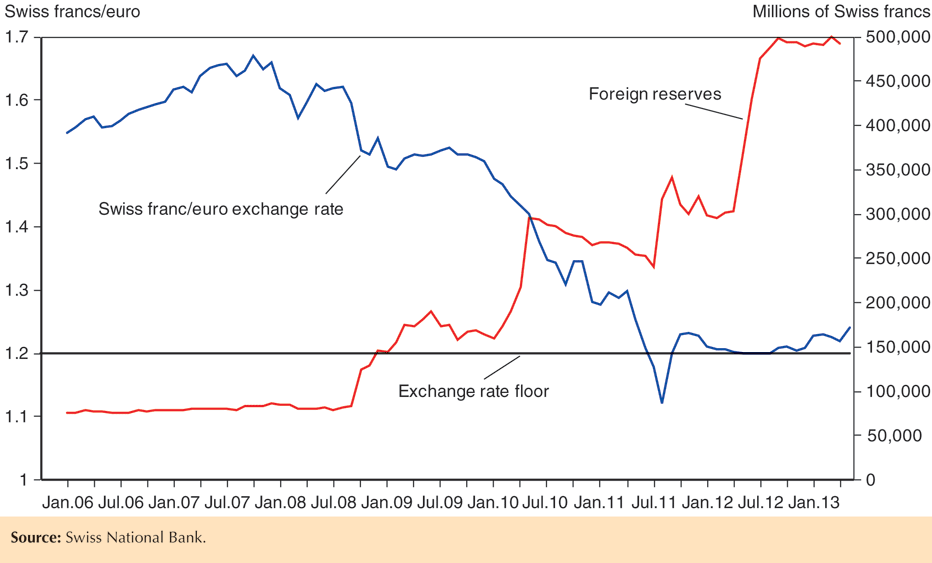 Swiss francs/euro Millions of Swiss francs
1.7 500,000
450,000
1.6 400,000
Foreign reserves
1.5 350,000
Swiss franc/euro exchange rate
1.4 300,000
250,000
1.3 200,000
1.2 150,000
Exchange rate floor
1.1 100,000
50,000
1 0
Jan.06 Jul.06 Jan.07 Jul.07 Jul.08 Jan.09 Jul.09 Jan.10 Jul.10 Jan.11 Jul.11 Jan.12 Jul.12 Jan.13
Source: Swiss National Bank.